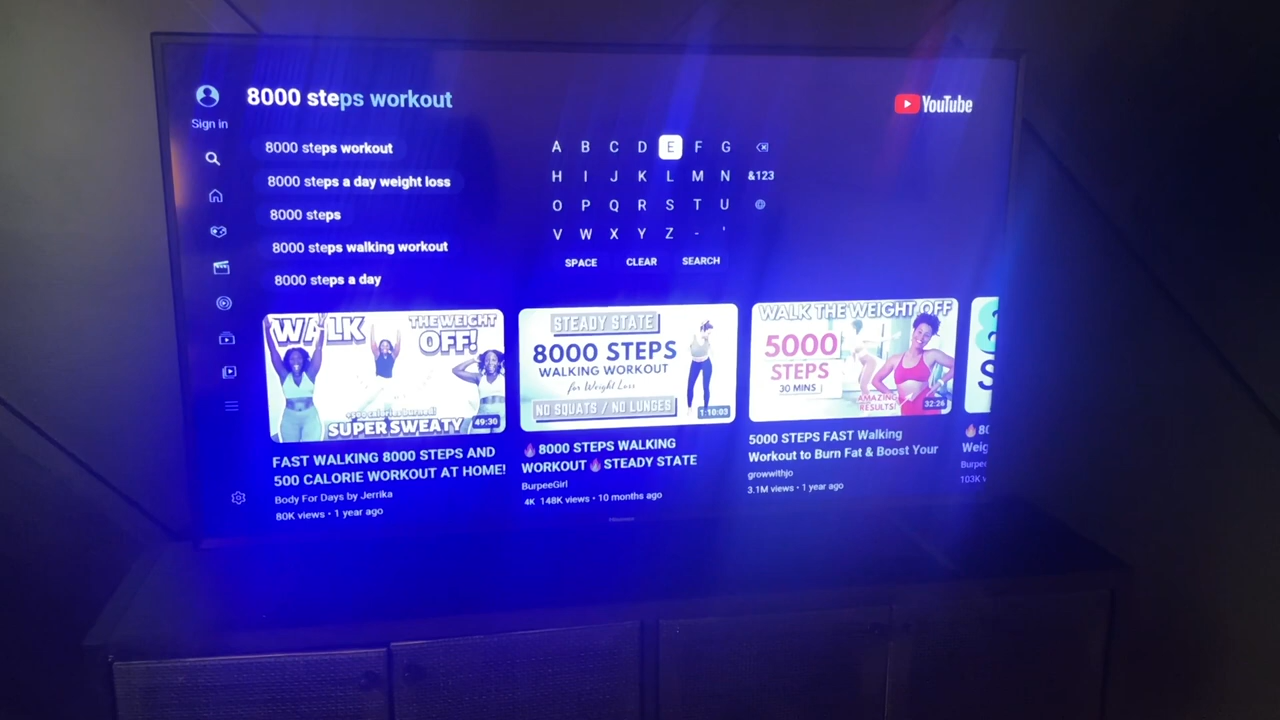 8000 steps workout
YouTube
Sign in
8000 steps workout
8000 steps a day weight loss
8000 steps
8000 steps walking workout
8000 steps a day
A B C D E F G
H I J K L M N &123
O P Q R S T U
V W X Y Z - '
SPACE CLEAR SEARCH
WALK THE WEIGHT
OFF!
SUPER SWEATY
49:30
FAST WALKING 8000 STEPS AND
500 CALORIE WORKOUT AT HOME!
Body For Days by Jerrika
80K views • 1 year ago
STEADY STATE
8000 STEPS
WALKING WORKOUT
for Weight Loss
NO SQUATS / NO LUNGES
1:10:03
🔥8000 STEPS WALKING
WORKOUT🔥STEADY STATE
BurpeeGirl
4K 148K views • 10 months ago
WALK THE WEIGHT OFF
5000
STEPS
30 MINS
AMAZING
RESULTS!
32:26
5000 STEPS FAST Walking
Workout to Burn Fat & Boost Your
growwithjo
3.1M views • 1 year ago
🔥80
Weig
Burpee
103K v
Hisense